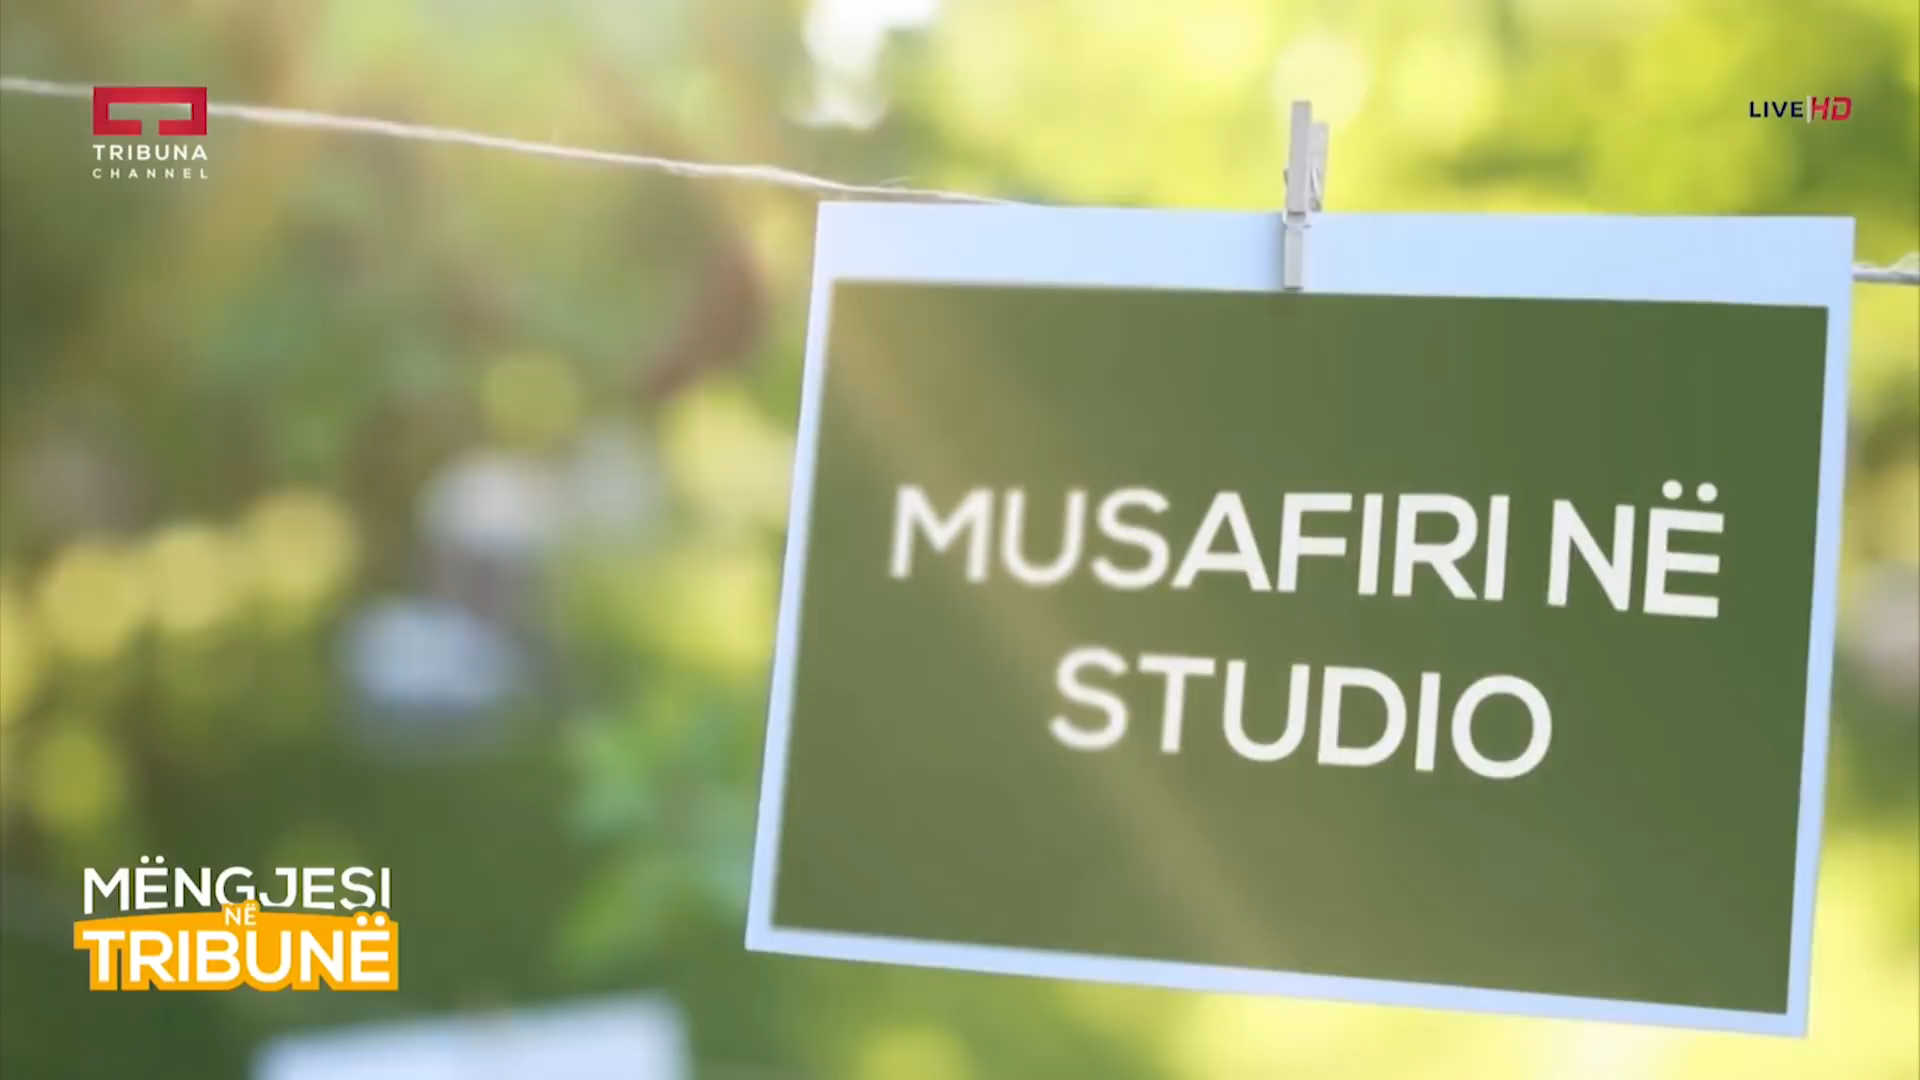 TRIBUNA
CHANNEL
LIVE HD
MUSAFIRI NË
STUDIO
MËNGJESI
NË
TRIBUNË